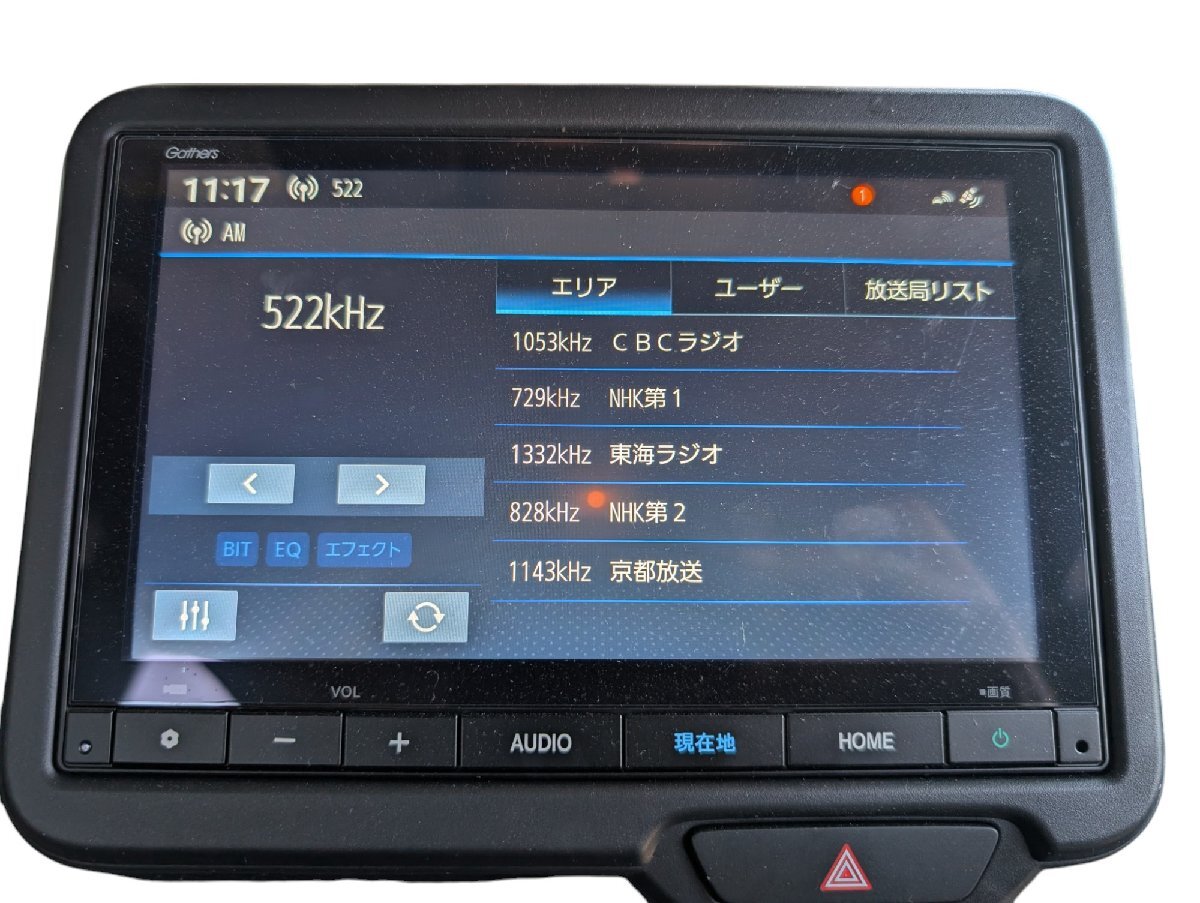 Gathers
11:17 522
1
AM
522kHz
エリア ユーザー 放送局リスト
1053kHz ＣＢＣラジオ
729kHz NHK第１
1332kHz 東海ラジオ
828kHz NHK第２
1143kHz 京都放送
< >
BIT EQ エフェクト
VOL ■画質
− + AUDIO 現在地 HOME